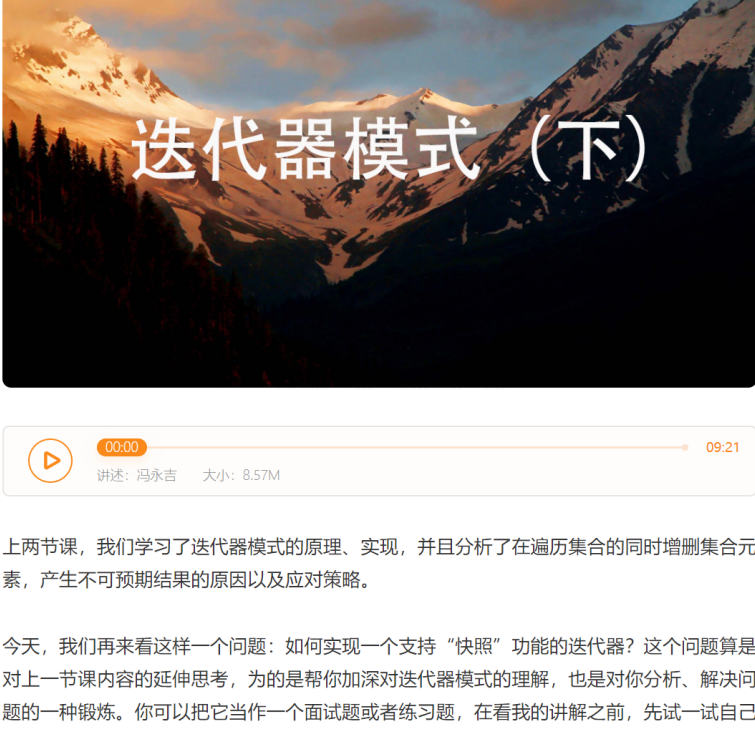 迭代器模式（下）
00:00
09:21
讲述：冯永吉 大小：8.57M
上两节课，我们学习了迭代器模式的原理、实现，并且分析了在遍历集合的同时增删集合元
素，产生不可预期结果的原因以及应对策略。
今天，我们再来看这样一个问题：如何实现一个支持“快照”功能的迭代器？这个问题算是
对上一节课内容的延伸思考，为的是帮你加深对迭代器模式的理解，也是对你分析、解决问
题的一种锻炼。你可以把它当作一个面试题或者练习题，在看我的讲解之前，先试一试自己